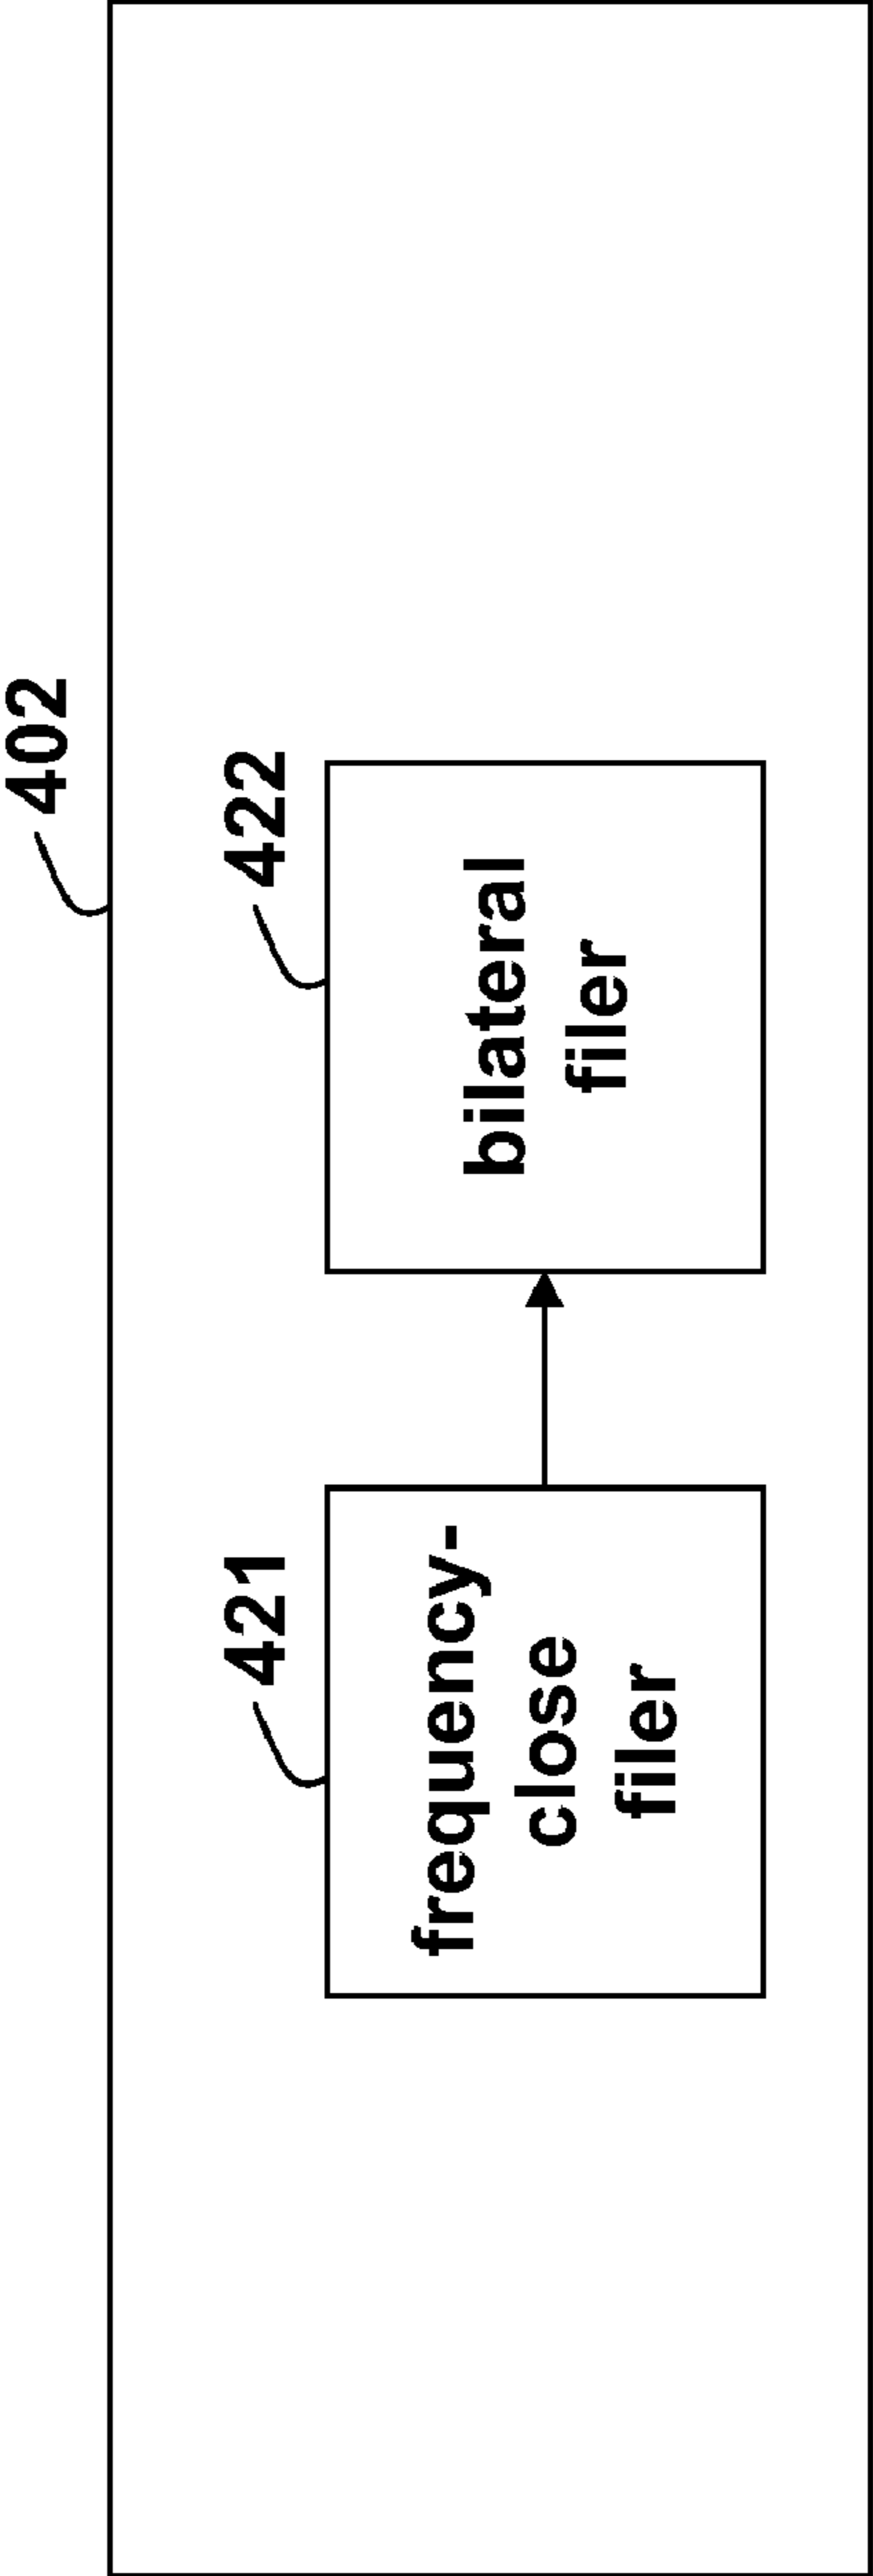 402
421
frequency-
close
filer
422
bilateral
filer